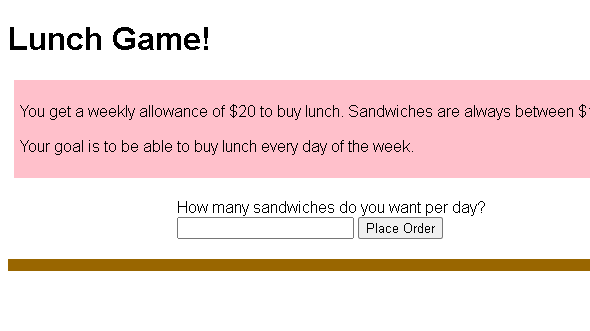 Lunch Game!
You get a weekly allowance of $20 to buy lunch. Sandwiches are always between $
Your goal is to be able to buy lunch every day of the week.
How many sandwiches do you want per day?
Place Order